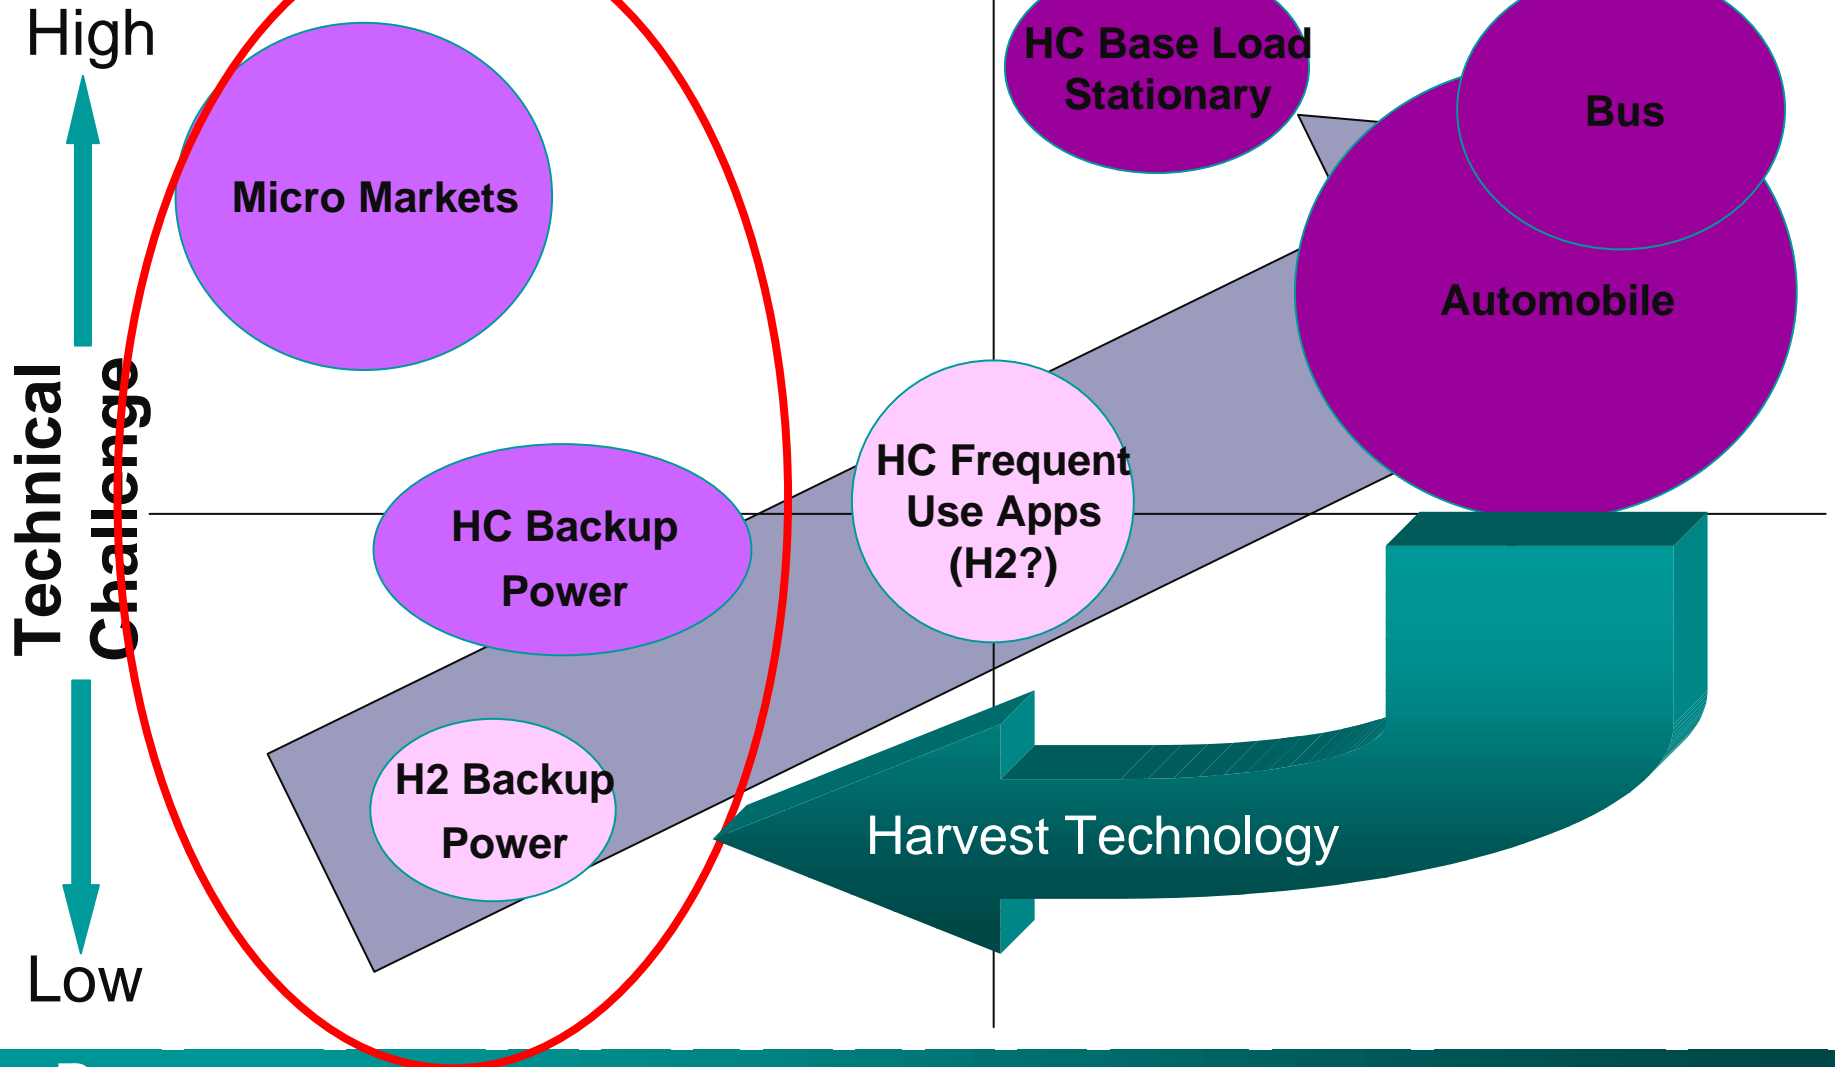 High
HC Base Load
Stationary
Bus
Micro Markets
Automobile
Technical
Challenge
HC Frequent
Use Apps
(H2?)
HC Backup
Power
H2 Backup
Power
Harvest Technology
Low